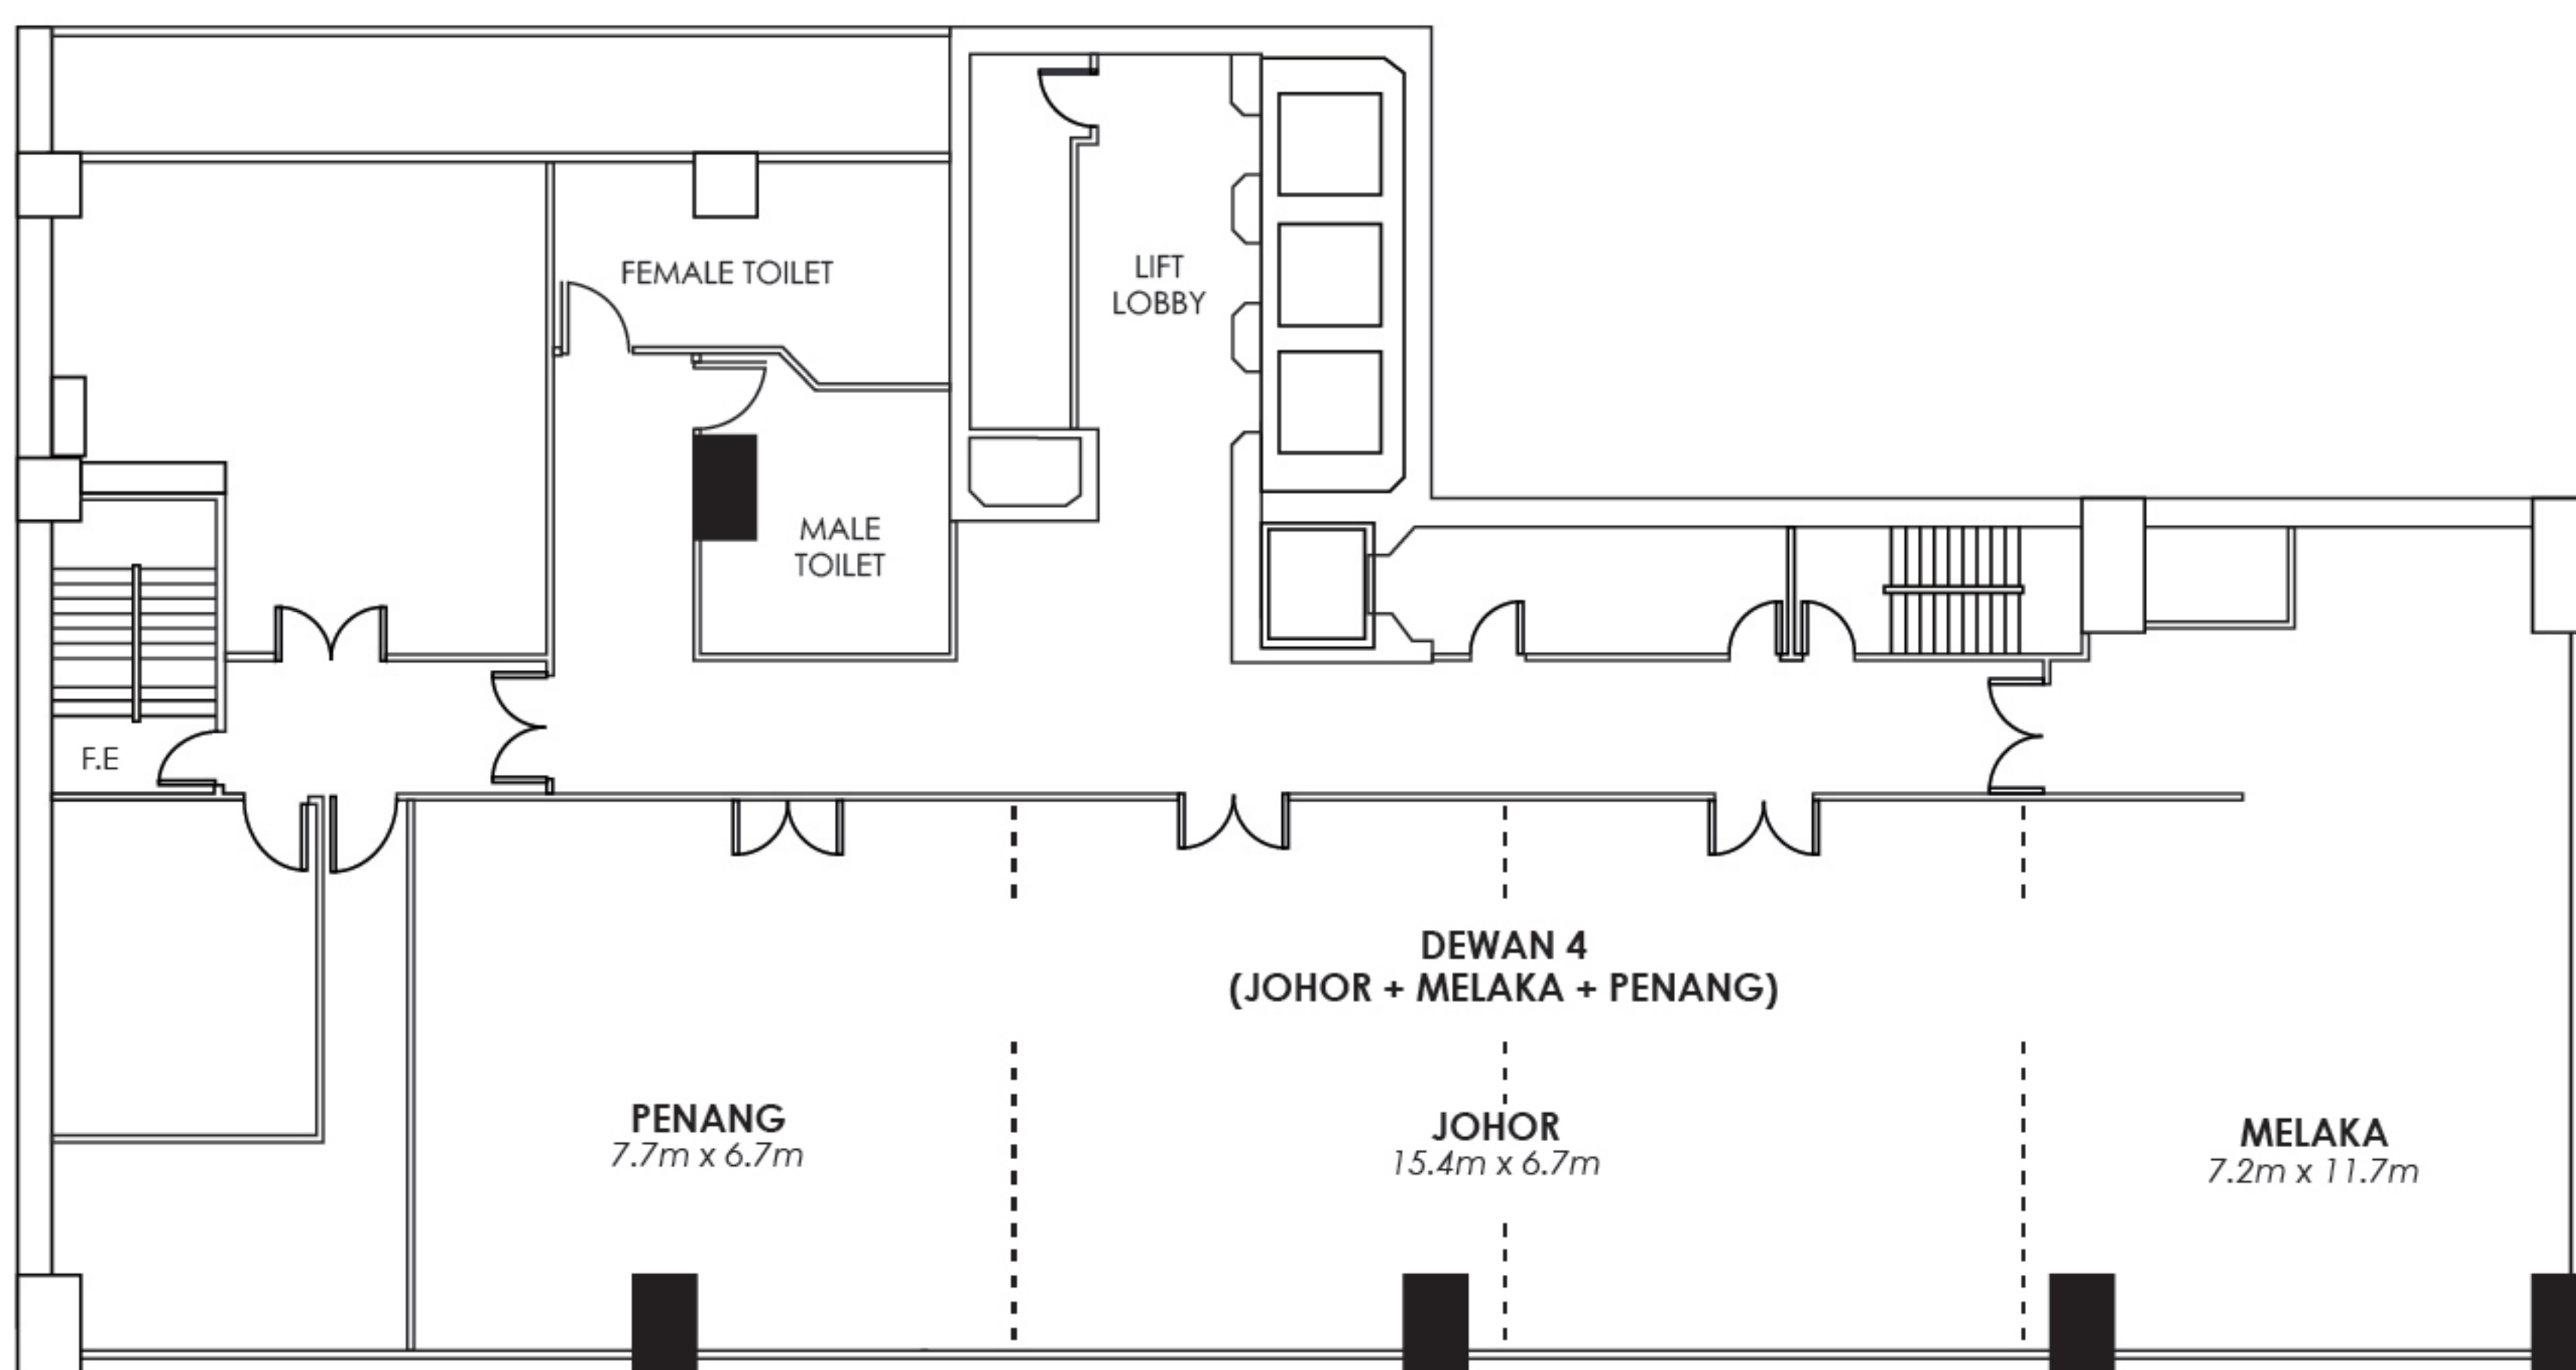 FEMALE TOILET
LIFT
LOBBY
MALE
TOILET
F.E
DEWAN 4
(JOHOR + MELAKA + PENANG)
PENANG
7.7m x 6.7m
JOHOR
15.4m x 6.7m
MELAKA
7.2m x 11.7m